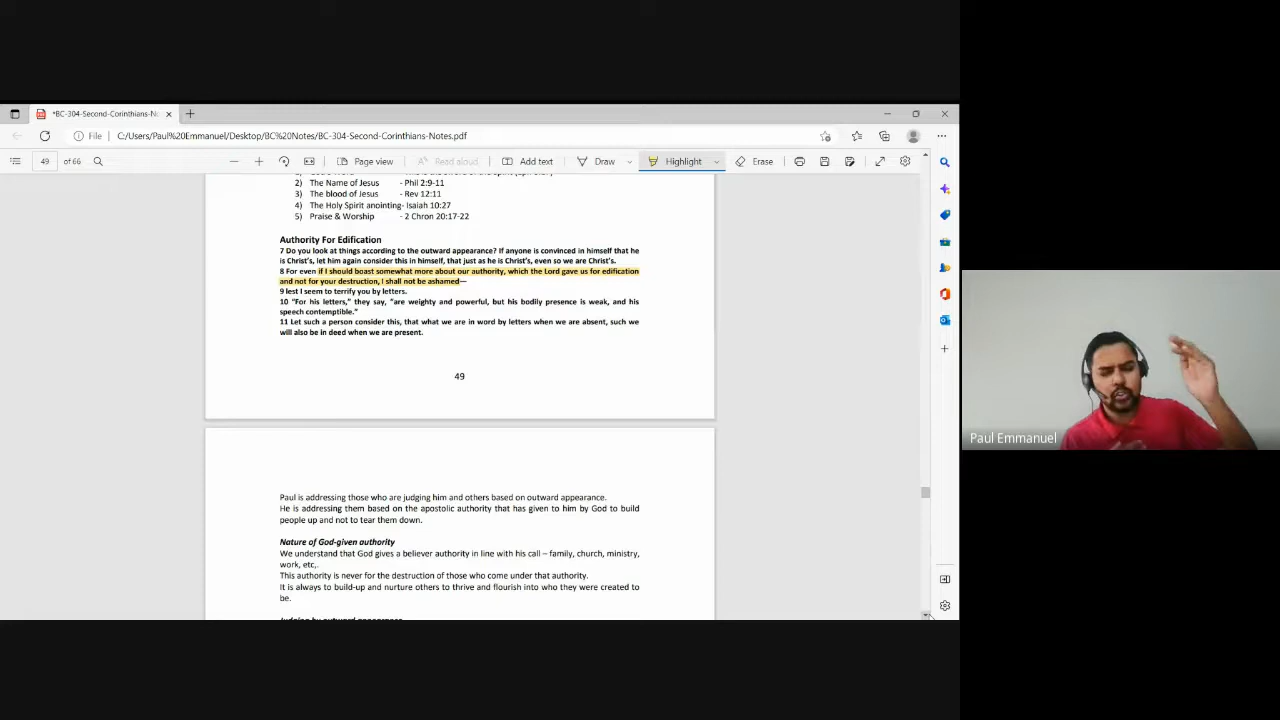 *BC-304-Second-Corinthians-N
File
C:/Users/Paul%20Emmanuel/Desktop/BC%20Notes/BC-304-Second-Corinthians-Notes.pdf
49 of 66
Page view
Read aloud
Add text
Draw
Highlight
Erase
2) The Name of Jesus - Phil 2:9-11
3) The blood of Jesus - Rev 12:11
4) The Holy Spirit anointing- Isaiah 10:27
5) Praise & Worship - 2 Chron 20:17-22
Authority For Edification
7 Do you look at things according to the outward appearance? If anyone is convinced in himself that he
is Christ's, let him again consider this in himself, that just as he is Christ's, even so we are Christ's.
8 For even if I should boast somewhat more about our authority, which the Lord gave us for edification
and not for your destruction, I shall not be ashamed—
9 lest I seem to terrify you by letters.
10 "For his letters," they say, "are weighty and powerful, but his bodily presence is weak, and his
speech contemptible."
11 Let such a person consider this, that what we are in word by letters when we are absent, such we
will also be in deed when we are present.
49
Paul is addressing those who are judging him and others based on outward appearance.
He is addressing them based on the apostolic authority that has given to him by God to build
people up and not to tear them down.
Nature of God-given authority
We understand that God gives a believer authority in line with his call – family, church, ministry,
work, etc,.
This authority is never for the destruction of those who come under that authority.
It is always to build-up and nurture others to thrive and flourish into who they were created to
be.
Judging by outward appearance
Paul Emmanuel